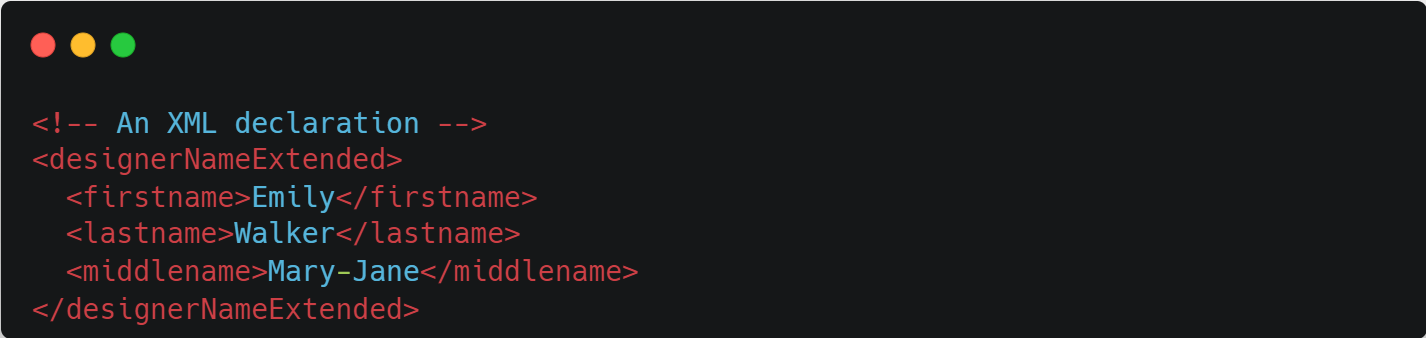 <!-- An XML declaration -->
<designerNameExtended>
  <firstname>Emily</firstname>
  <lastname>Walker</lastname>
  <middlename>Mary-Jane</middlename>
</designerNameExtended>